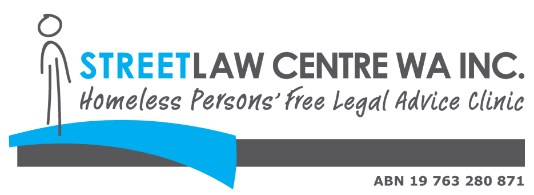 STREETLAW CENTRE WA INC.
Homeless Persons' Free Legal Advice Clinic
ABN 19 763 280 871